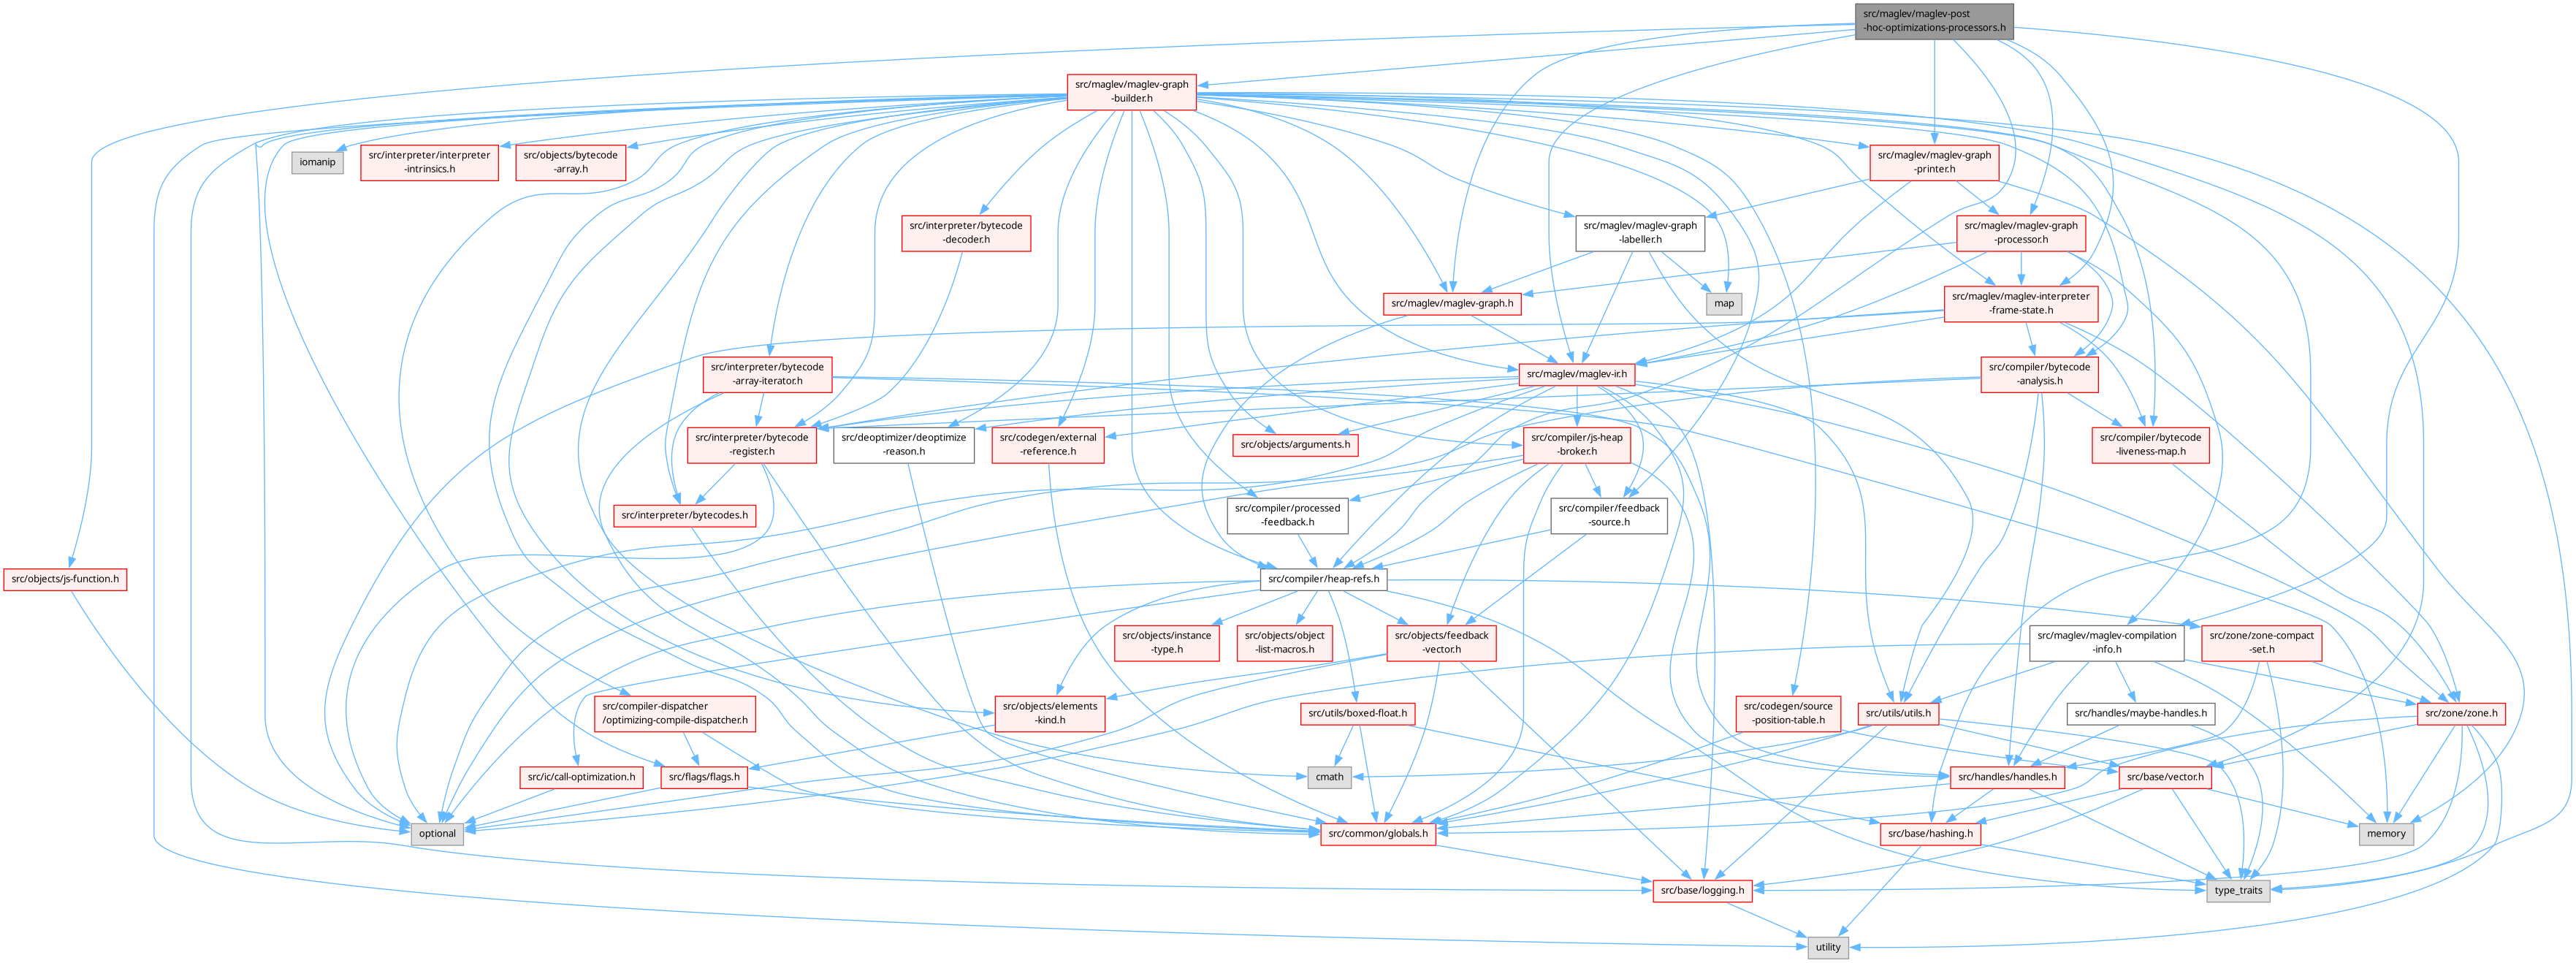 src/maglev/maglev-post
-hoc-optimizations-processors.h
src/maglev/maglev-graph
-builder.h
iomanip
src/interpreter/interpreter
-intrinsics.h
src/objects/bytecode
-array.h
src/maglev/maglev-graph
-printer.h
src/interpreter/bytecode
-decoder.h
src/maglev/maglev-graph
-labeller.h
src/maglev/maglev-graph
-processor.h
src/maglev/maglev-graph.h
map
src/maglev/maglev-interpreter
-frame-state.h
src/interpreter/bytecode
-array-iterator.h
src/maglev/maglev-ir.h
src/compiler/bytecode
-analysis.h
src/interpreter/bytecode
-register.h
src/deoptimizer/deoptimize
-reason.h
src/codegen/external
-reference.h
src/objects/arguments.h
src/compiler/js-heap
-broker.h
src/compiler/bytecode
-liveness-map.h
src/interpreter/bytecodes.h
src/compiler/processed
-feedback.h
src/compiler/feedback
-source.h
src/objects/js-function.h
src/compiler/heap-refs.h
src/objects/instance
-type.h
src/objects/object
-list-macros.h
src/objects/feedback
-vector.h
src/maglev/maglev-compilation
-info.h
src/zone/zone-compact
-set.h
src/compiler-dispatcher
/optimizing-compile-dispatcher.h
src/objects/elements
-kind.h
src/utils/boxed-float.h
src/codegen/source
-position-table.h
src/utils/utils.h
src/handles/maybe-handles.h
src/zone/zone.h
src/ic/call-optimization.h
src/flags/flags.h
cmath
src/handles/handles.h
src/base/vector.h
optional
src/common/globals.h
src/base/hashing.h
memory
src/base/logging.h
type_traits
utility